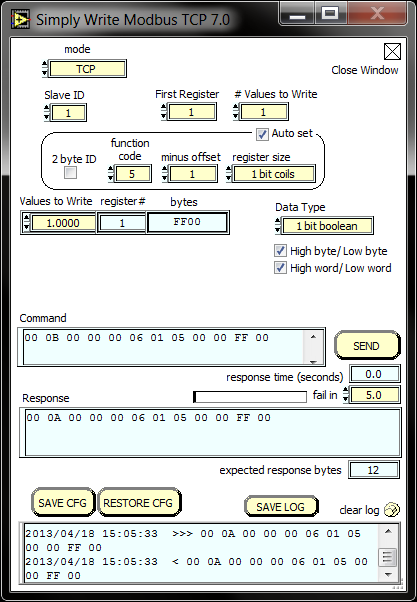 Simply Write Modbus TCP 7.0
mode
TCP
Close Window
Slave ID
First Register
# Values to Write
1
1
1
Auto set
2 byte ID
function
code
minus offset
register size
5
1
1 bit coils
Values to Write
register#
bytes
Data Type
1.0000
1
FF00
1 bit boolean
High byte/ Low byte
High word/ Low word
Command
00 0B 00 00 00 06 01 05 00 00 FF 00
SEND
response time (seconds)
0.0
Response
fail in
5.0
00 0A 00 00 00 06 01 05 00 00 FF 00
expected response bytes
12
SAVE CFG
RESTORE CFG
SAVE LOG
clear log
2013/04/18 15:05:33 >>> 00 0A 00 00 00 06 01 05
00 00 FF 00
2013/04/18 15:05:33 < 00 0A 00 00 00 06 01 05 00
00 FF 00